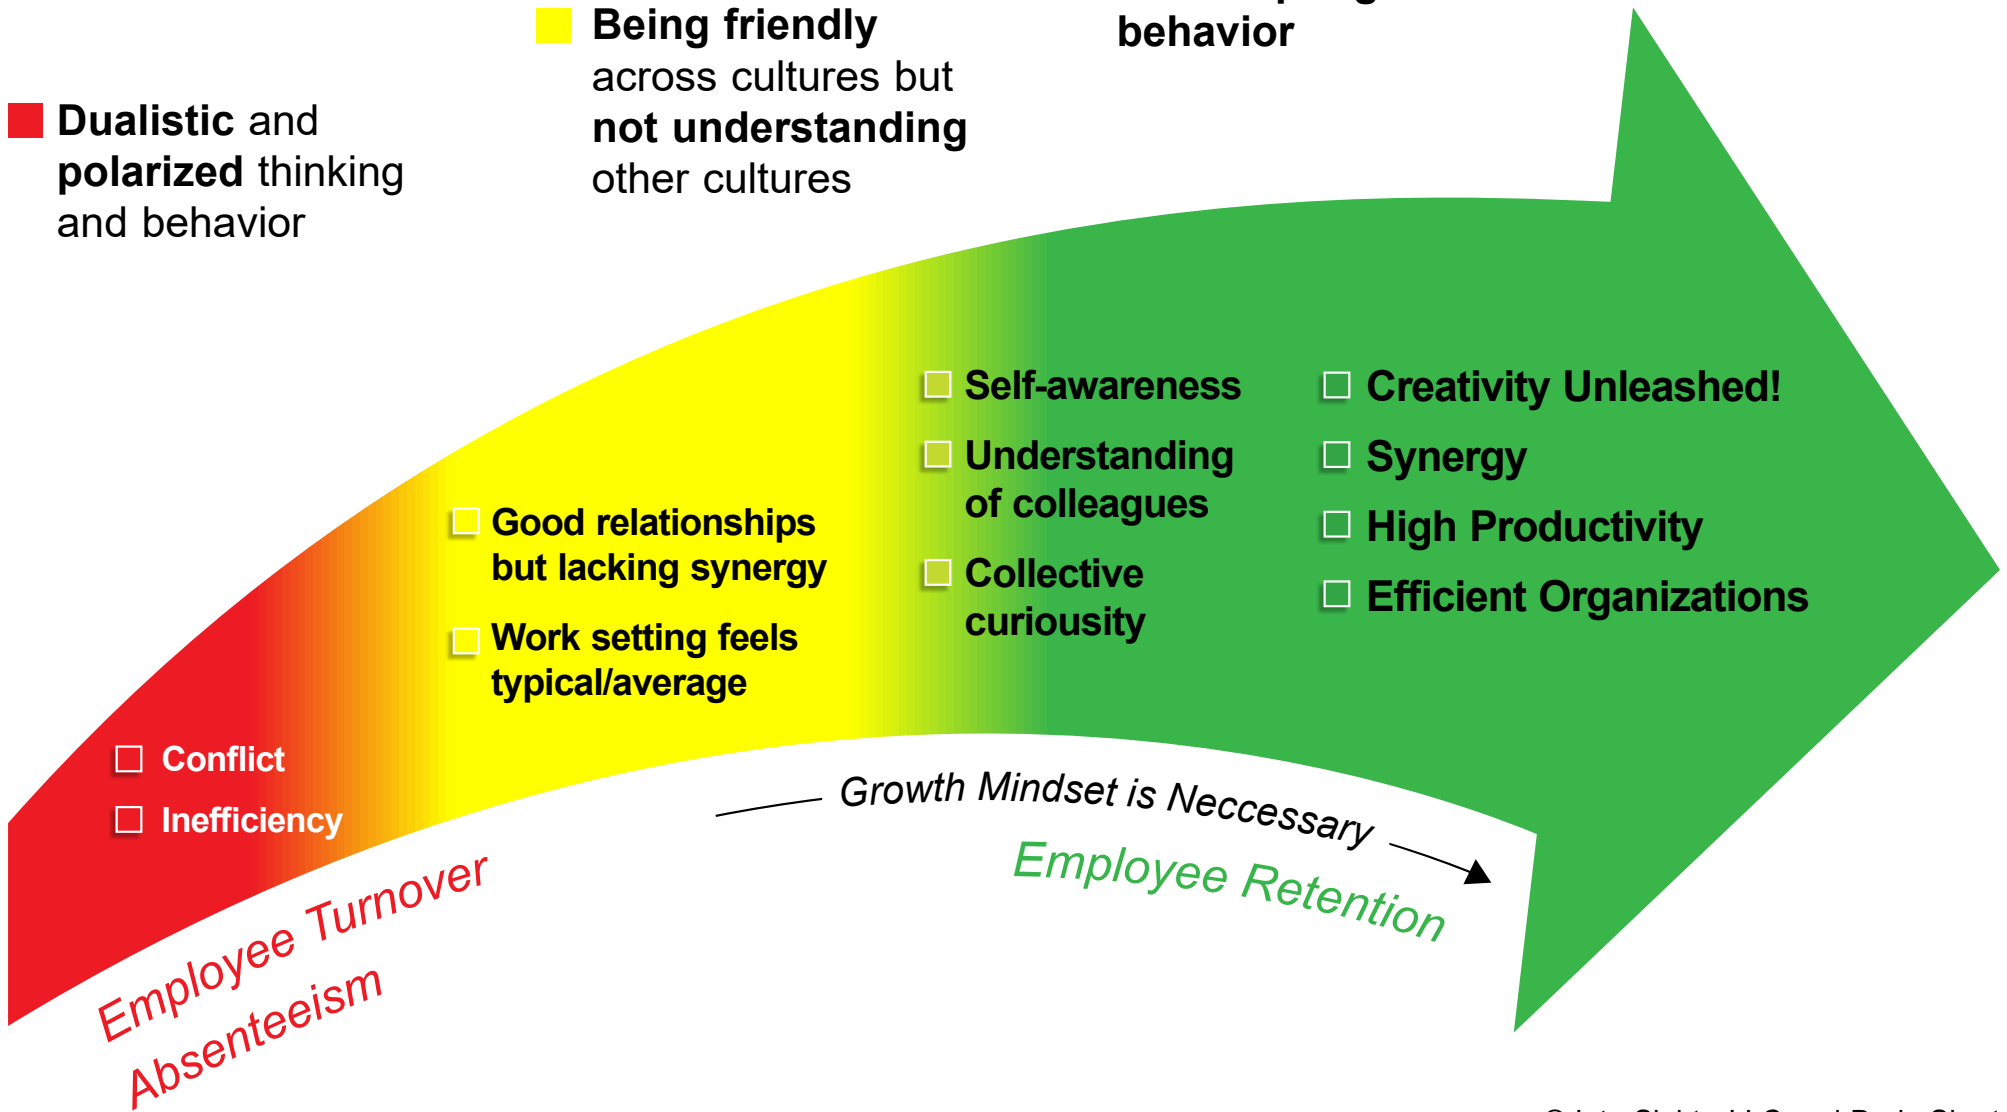 behavior
Being friendly
across cultures but
not understanding
other cultures
Dualistic and
polarized thinking
and behavior
Self-awareness
Understanding
of colleagues
Collective
curiousity
Creativity Unleashed!
Synergy
High Productivity
Efficient Organizations
Good relationships
but lacking synergy
Work setting feels
typical/average
Conflict
Inefficiency
Growth Mindset is Neccessary
Employee Retention
Employee Turnover
Absenteeism